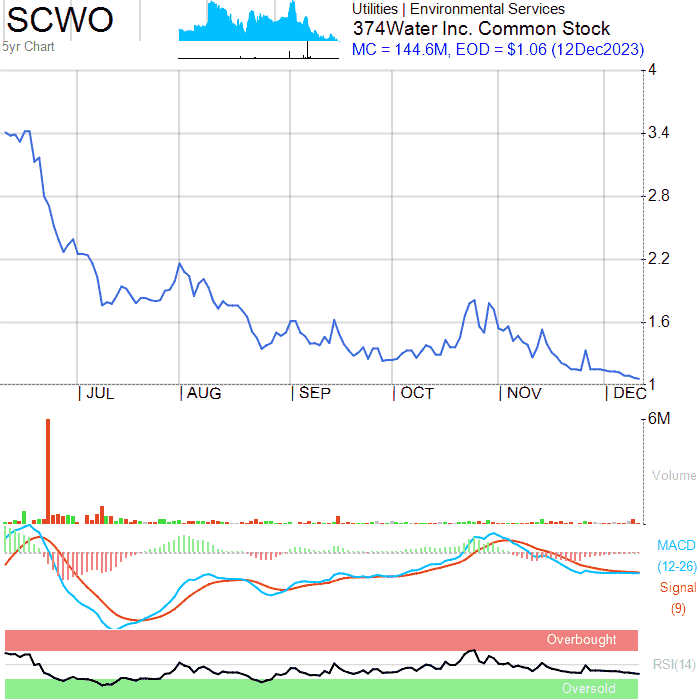 SCWO
5yr Chart
Utilities | Environmental Services
374Water Inc. Common Stock
MC = 144.6M, EOD = $1.06 (12Dec2023)
4
3.4
2.8
2.2
1.6
1
JUL AUG SEP OCT NOV DEC
6M
Volume
MACD
(12-26)
Signal
(9)
Overbought
RSI(14)
Oversold